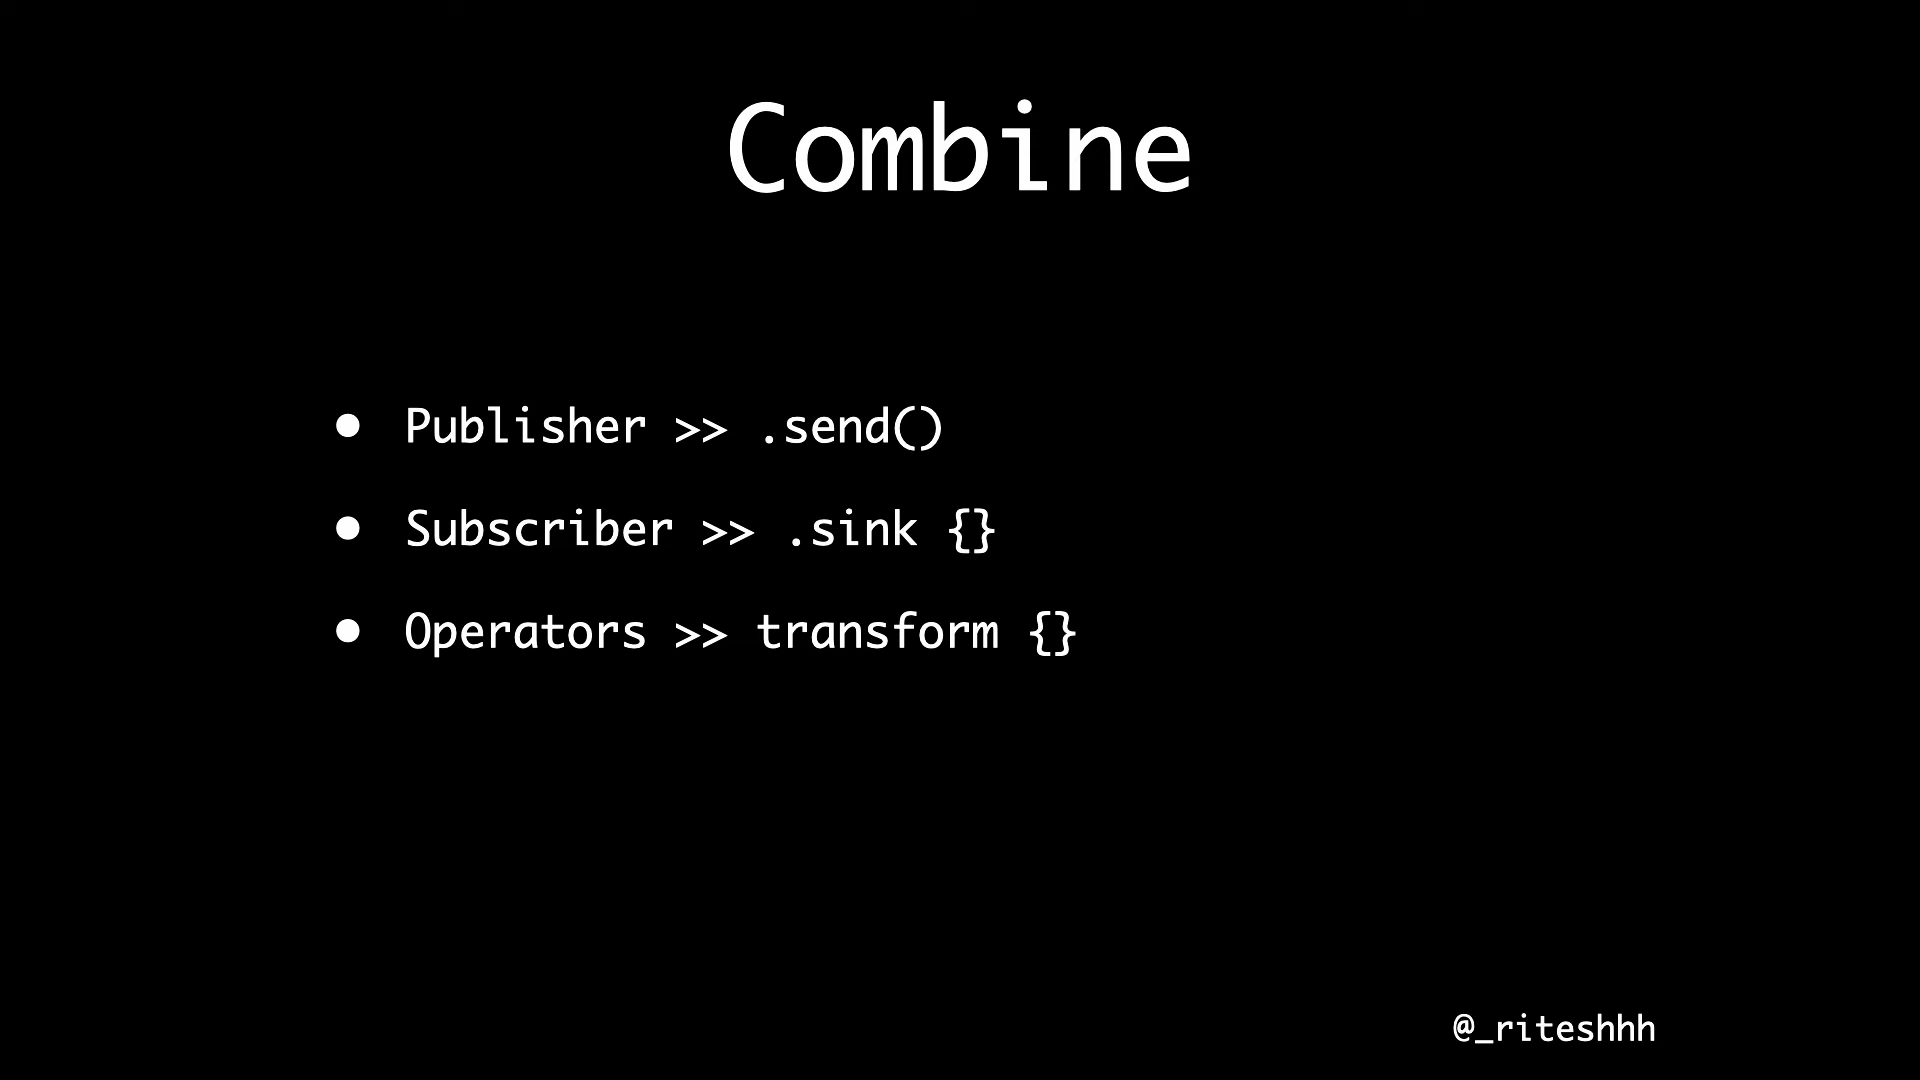 Combine
• Publisher >> .send()
• Subscriber >> .sink {}
• Operators >> transform {}
@_riteshhh